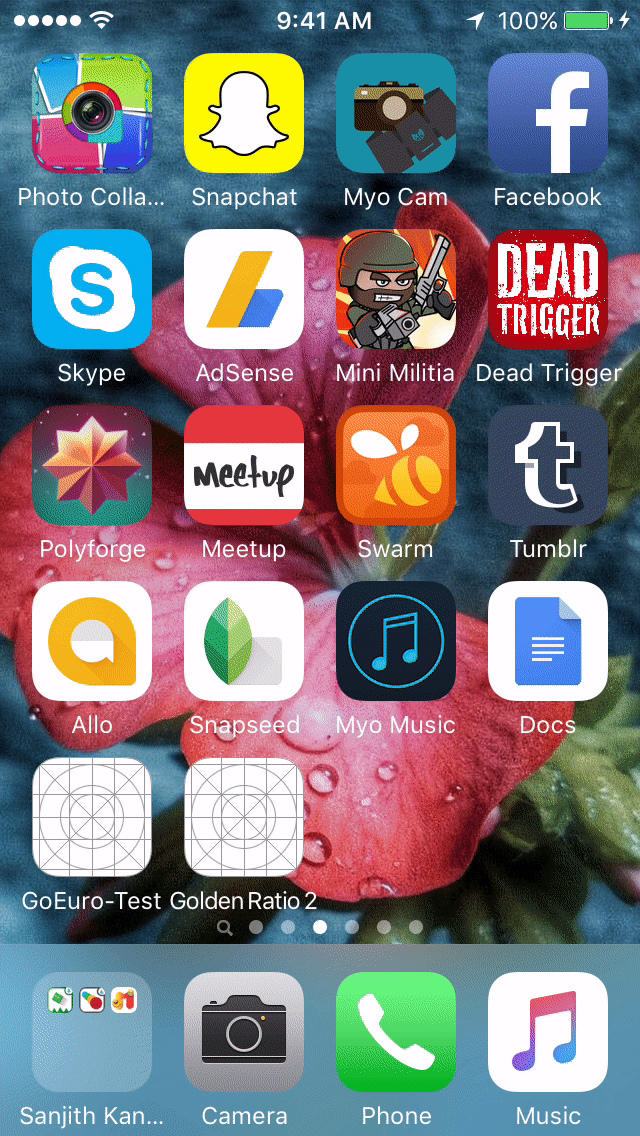 9:41 AM 100%
Photo Colla... Snapchat Myo Cam Facebook
S DEAD TRIGGER
Skype AdSense Mini Militia Dead Trigger
Meetup t
Polyforge Meetup Swarm Tumblr
Allo Snapseed Myo Music Docs
GoEuro-Test Golden Ratio 2
Sanjith Kan... Camera Phone Music